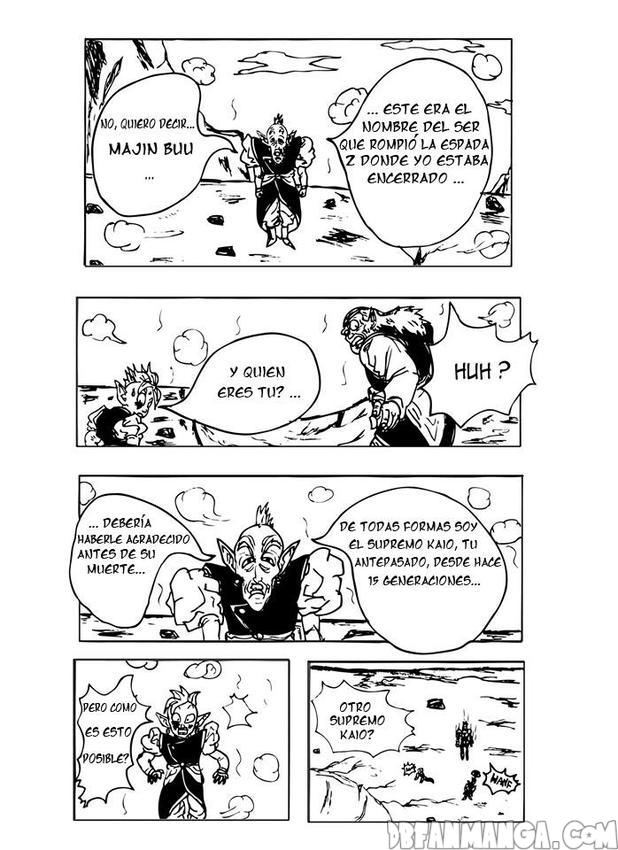 NO, QUIERO DECIR...
MAJIN BUU
...
... ESTE ERA EL
NOMBRE DEL SER
QUE ROMPIÓ LA ESPADA
Z DONDE YO ESTABA
ENCERRADO ...
Y QUIEN
ERES TU? ...
HUH ?
... DEBERÍA
HABERLE AGRADECIDO
ANTES DE SU
MUERTE...
DE TODAS FORMAS SOY
EL SUPREMO KAIO, TU
ANTEPASADO, DESDE HACE
15 GENERACIONES...
PERO COMO
ES ESTO
POSIBLE?
OTRO
SUPREMO
KAIO?
DBFANMANGA.COM